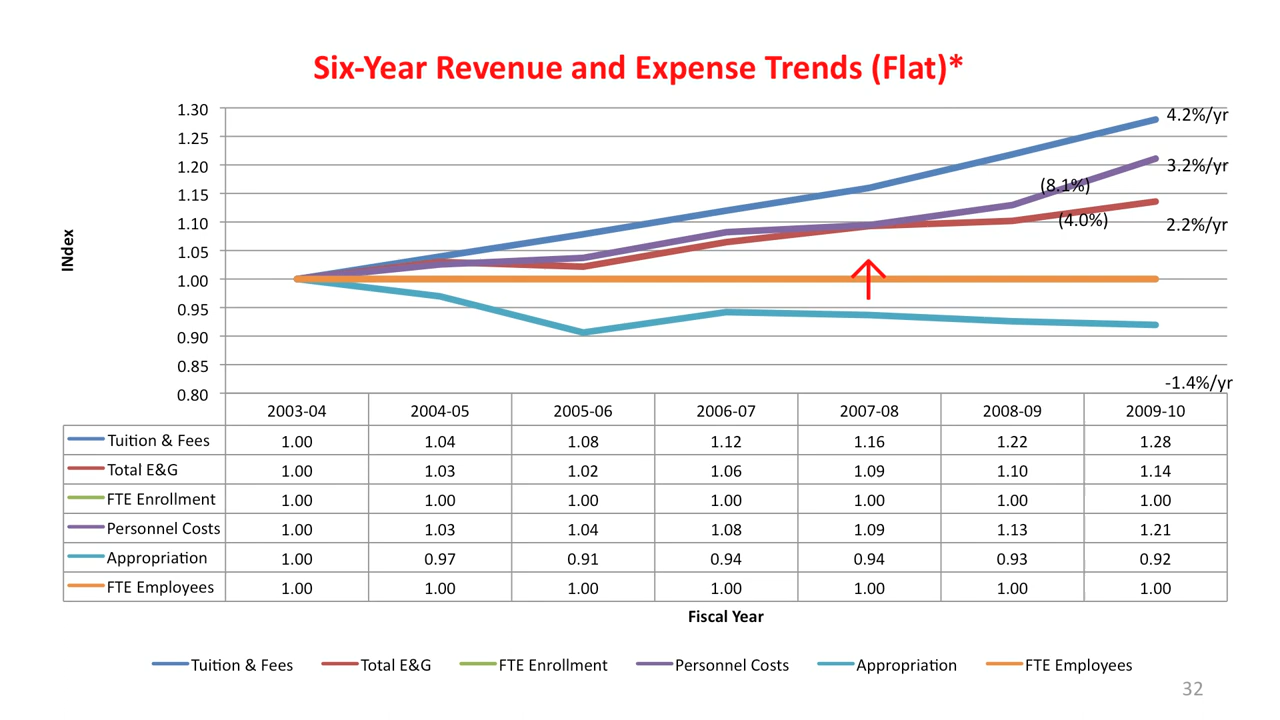 Six-Year Revenue and Expense Trends (Flat)*
1.30
1.25
1.20
1.15
1.10
1.05
1.00
0.95
0.90
0.85
0.80
INdex
4.2%/yr
3.2%/yr
(8.1%)
(4.0%)
2.2%/yr
-1.4%/yr
2003-04 2004-05 2005-06 2006-07 2007-08 2008-09 2009-10
Tuition & Fees 1.00 1.04 1.08 1.12 1.16 1.22 1.28
Total E&G 1.00 1.03 1.02 1.06 1.09 1.10 1.14
FTE Enrollment 1.00 1.00 1.00 1.00 1.00 1.00 1.00
Personnel Costs 1.00 1.03 1.04 1.08 1.09 1.13 1.21
Appropriation 1.00 0.97 0.91 0.94 0.94 0.93 0.92
FTE Employees 1.00 1.00 1.00 1.00 1.00 1.00 1.00
Fiscal Year
Tuition & Fees Total E&G FTE Enrollment Personnel Costs Appropriation FTE Employees
32